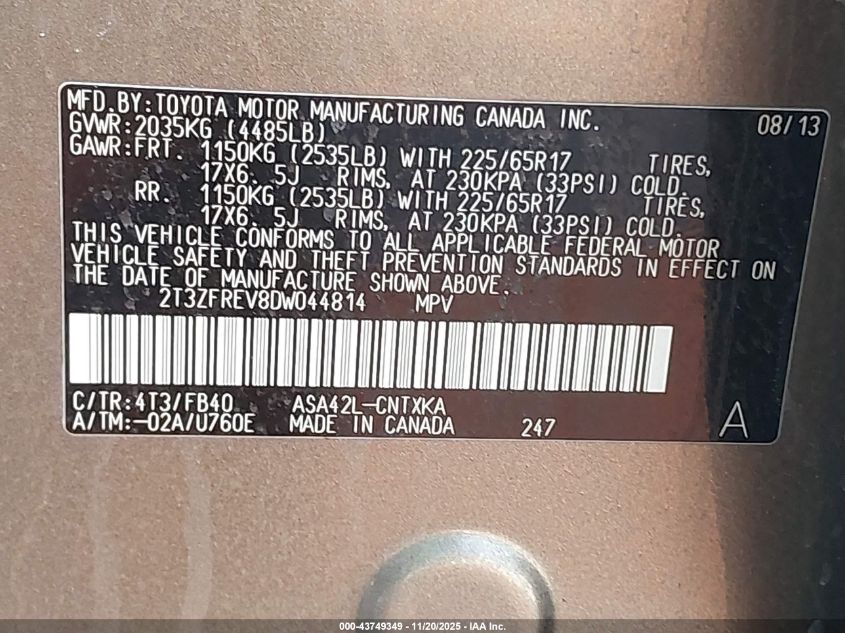 MFD.BY:TOYOTA MOTOR MANUFACTURING CANADA INC. 08/13
GVWR:2035KG (4485LB)
GAWR:FRT. 1150KG (2535LB) WITH 225/65R17 TIRES,
17X6. 5J RIMS, AT 230KPA (33PSI) COLD.
RR. 1150KG (2535LB) WITH 225/65R17 TIRES,
17X6. 5J RIMS, AT 230KPA (33PSI) COLD.
THIS VEHICLE CONFORMS TO ALL APPLICABLE FEDERAL MOTOR
VEHICLE SAFETY AND THEFT PREVENTION STANDARDS IN EFFECT ON
THE DATE OF MANUFACTURE SHOWN ABOVE.
2T3ZFREV8DW044814 MPV
C/TR:4T3/FB40 ASA42L-CNTXKA
A/TM:-02A/U760E MADE IN CANADA 247 A
000-43749349 - 11/20/2025 - IAA Inc.